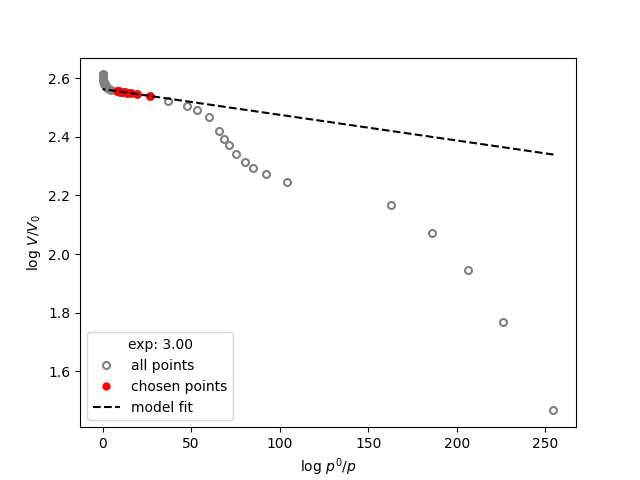 2.6
2.4
2.2
2.0
1.8
1.6
log V/V₀
0 50 100 150 200 250
log p⁰/p
exp: 3.00
all points
chosen points
model fit